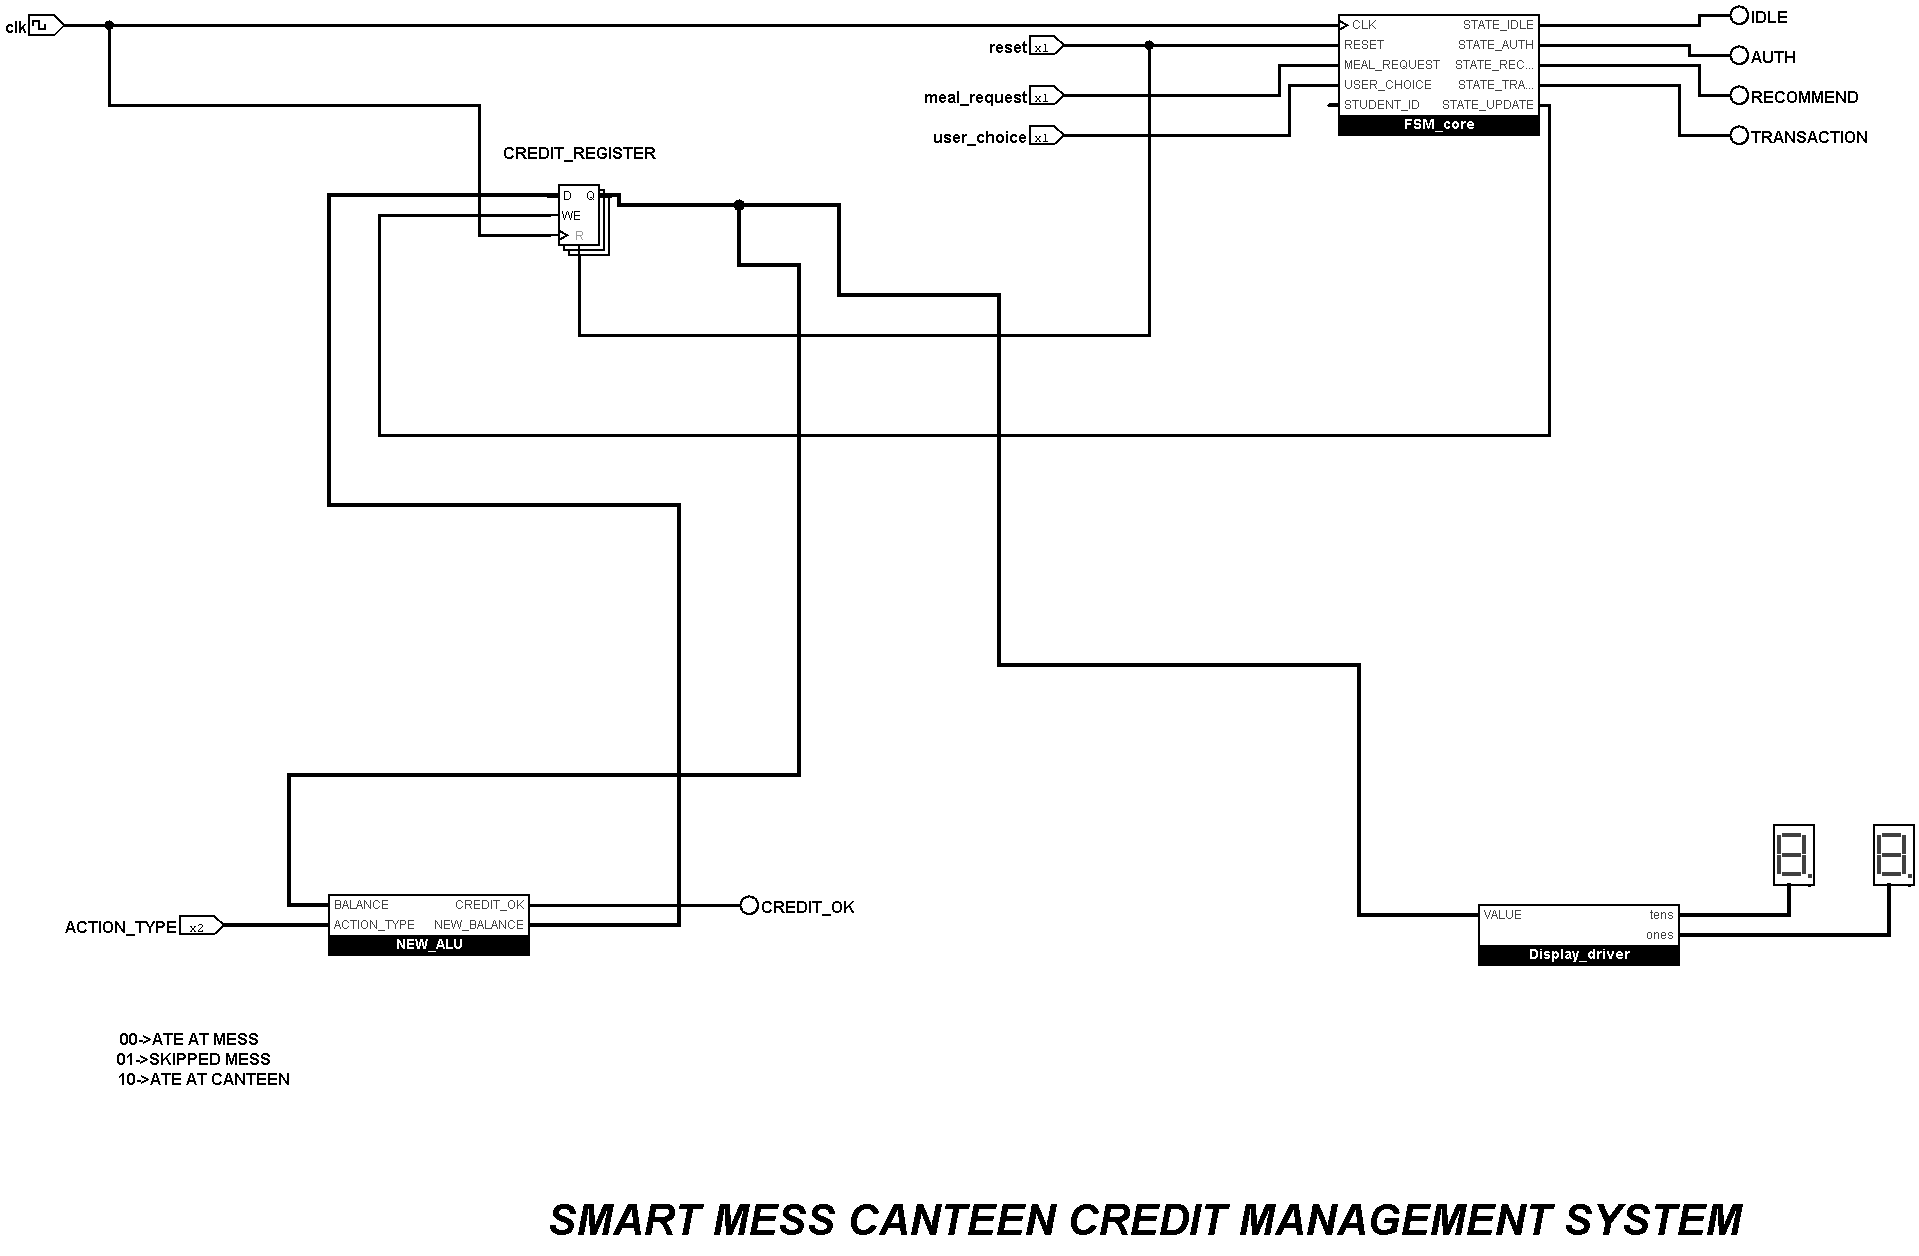 clk
CLK STATE_IDLE
IDLE
reset x1
RESET STATE_AUTH
AUTH
MEAL_REQUEST STATE_REC...
meal_request x1
USER_CHOICE STATE_TRA...
RECOMMEND
STUDENT_ID STATE_UPDATE
FSM_core
user_choice x1
TRANSACTION
CREDIT_REGISTER
D Q
WE
R
BALANCE CREDIT_OK
CREDIT_OK
ACTION_TYPE x2
ACTION_TYPE NEW_BALANCE
NEW_ALU
VALUE tens
ones
Display_driver
00->ATE AT MESS
01->SKIPPED MESS
10->ATE AT CANTEEN
SMART MESS CANTEEN CREDIT MANAGEMENT SYSTEM